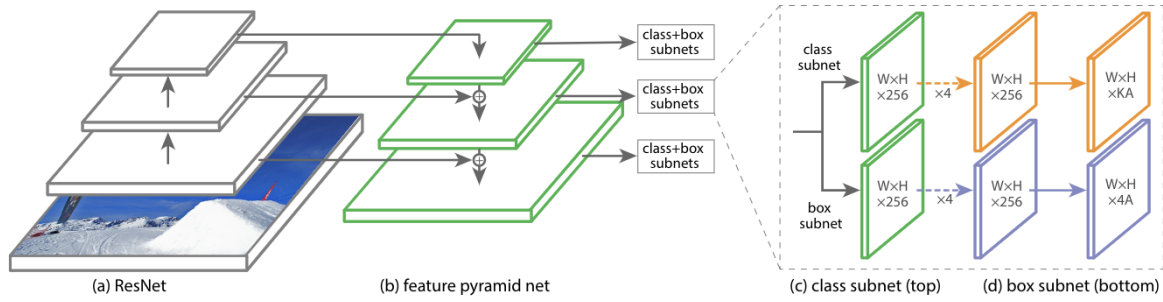 class+box
subnets
class+box
subnets
class+box
subnets
class
subnet
W×H
×256
×4
W×H
×256
W×H
×KA
box
subnet
W×H
×256
×4
W×H
×256
W×H
×4A
(a) ResNet
(b) feature pyramid net
(c) class subnet (top)
(d) box subnet (bottom)